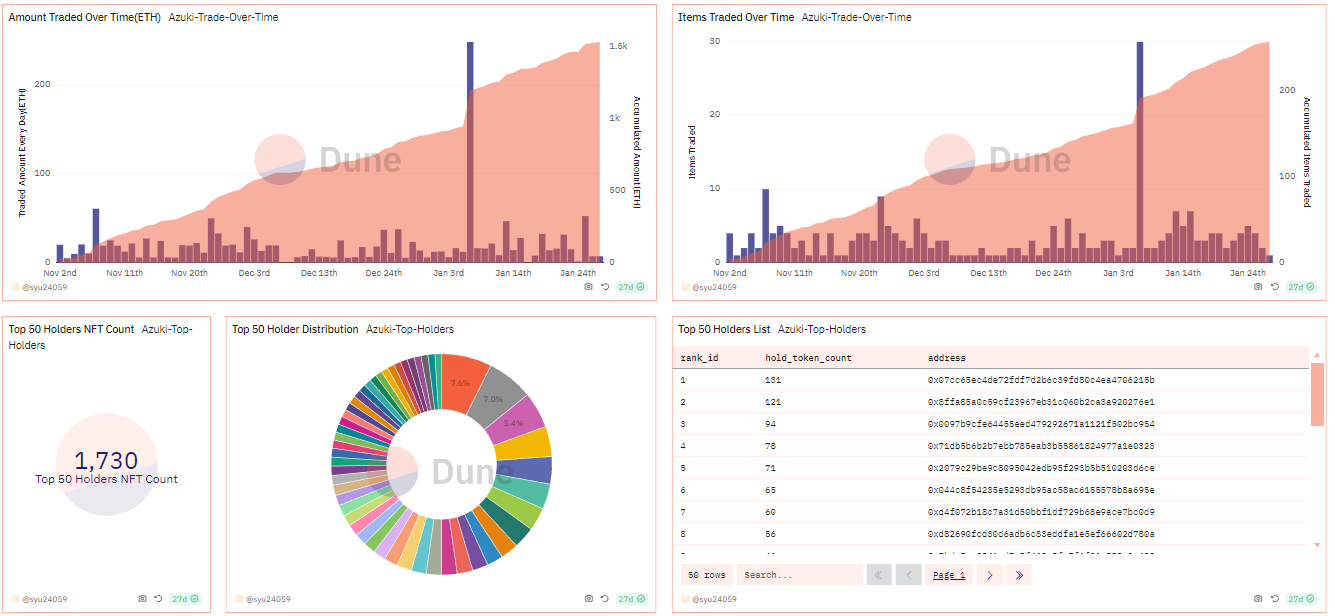 Amount Traded Over Time(ETH) Azuki-Trade-Over-Time
Traded Amount Every Day(ETH)
200
100
0
1.5k
1k
500
0
Accumulated Amount(ETH)
Dune
Nov 2nd Nov 11th Nov 20th Dec 3rd Dec 13th Dec 24th Jan 3rd Jan 14th Jan 24th
@syu24059 27d
Items Traded Over Time Azuki-Trade-Over-Time
Items Traded
30
20
10
0
200
100
0
Accumulated Items Traded
Dune
Nov 2nd Nov 11th Nov 20th Dec 3rd Dec 13th Dec 24th Jan 3rd Jan 14th Jan 24th
@syu24059 27d
Top 50 Holders NFT Count Azuki-Top-
Holders
1,730
Top 50 Holders NFT Count
@syu24059 27d
Top 50 Holder Distribution Azuki-Top-Holders
7.6%
7.0%
5.4%
Dune
@syu24059 27d
Top 50 Holders List Azuki-Top-Holders
rank_id hold_token_count address
1 131 0x07cc65ec4de72fdf7d2b6c39fd80c4ea4706215b
2 121 0x8ffa85a0c59cf23967eb31c060b2ca3a920276e1
3 94 0x0097b9cfe64455eed479292671a1121f502bc954
4 78 0x71db5b6b2b7ebb785eab3b55861824977a1e0323
5 71 0x2079c29be9c8095042edb95f293b5b510203d6ce
6 65 0x044c8f54235e5293db95ac58ac6155578b8a695e
7 60 0xd4f072b18c7a31d50bbf1df729b68e9ace7bc0d9
8 56 0xd82690fcd30d6adb6c83eddfa1e5ef66602d780a
50 rows Search... Page 1
@syu24059 27d